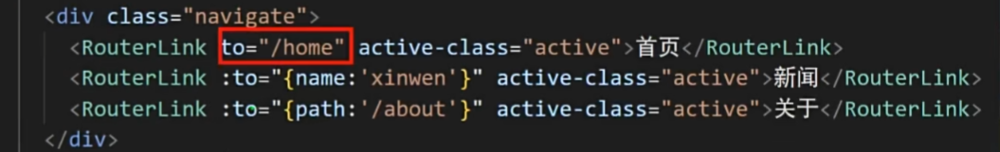 <div class="navigate">
<RouterLink to="/home" active-class="active">首页</RouterLink>
<RouterLink :to="{name:'xinwen'}" active-class="active">新闻</RouterLink>
<RouterLink :to="{path:'/about'}" active-class="active">关于</RouterLink>
</div>